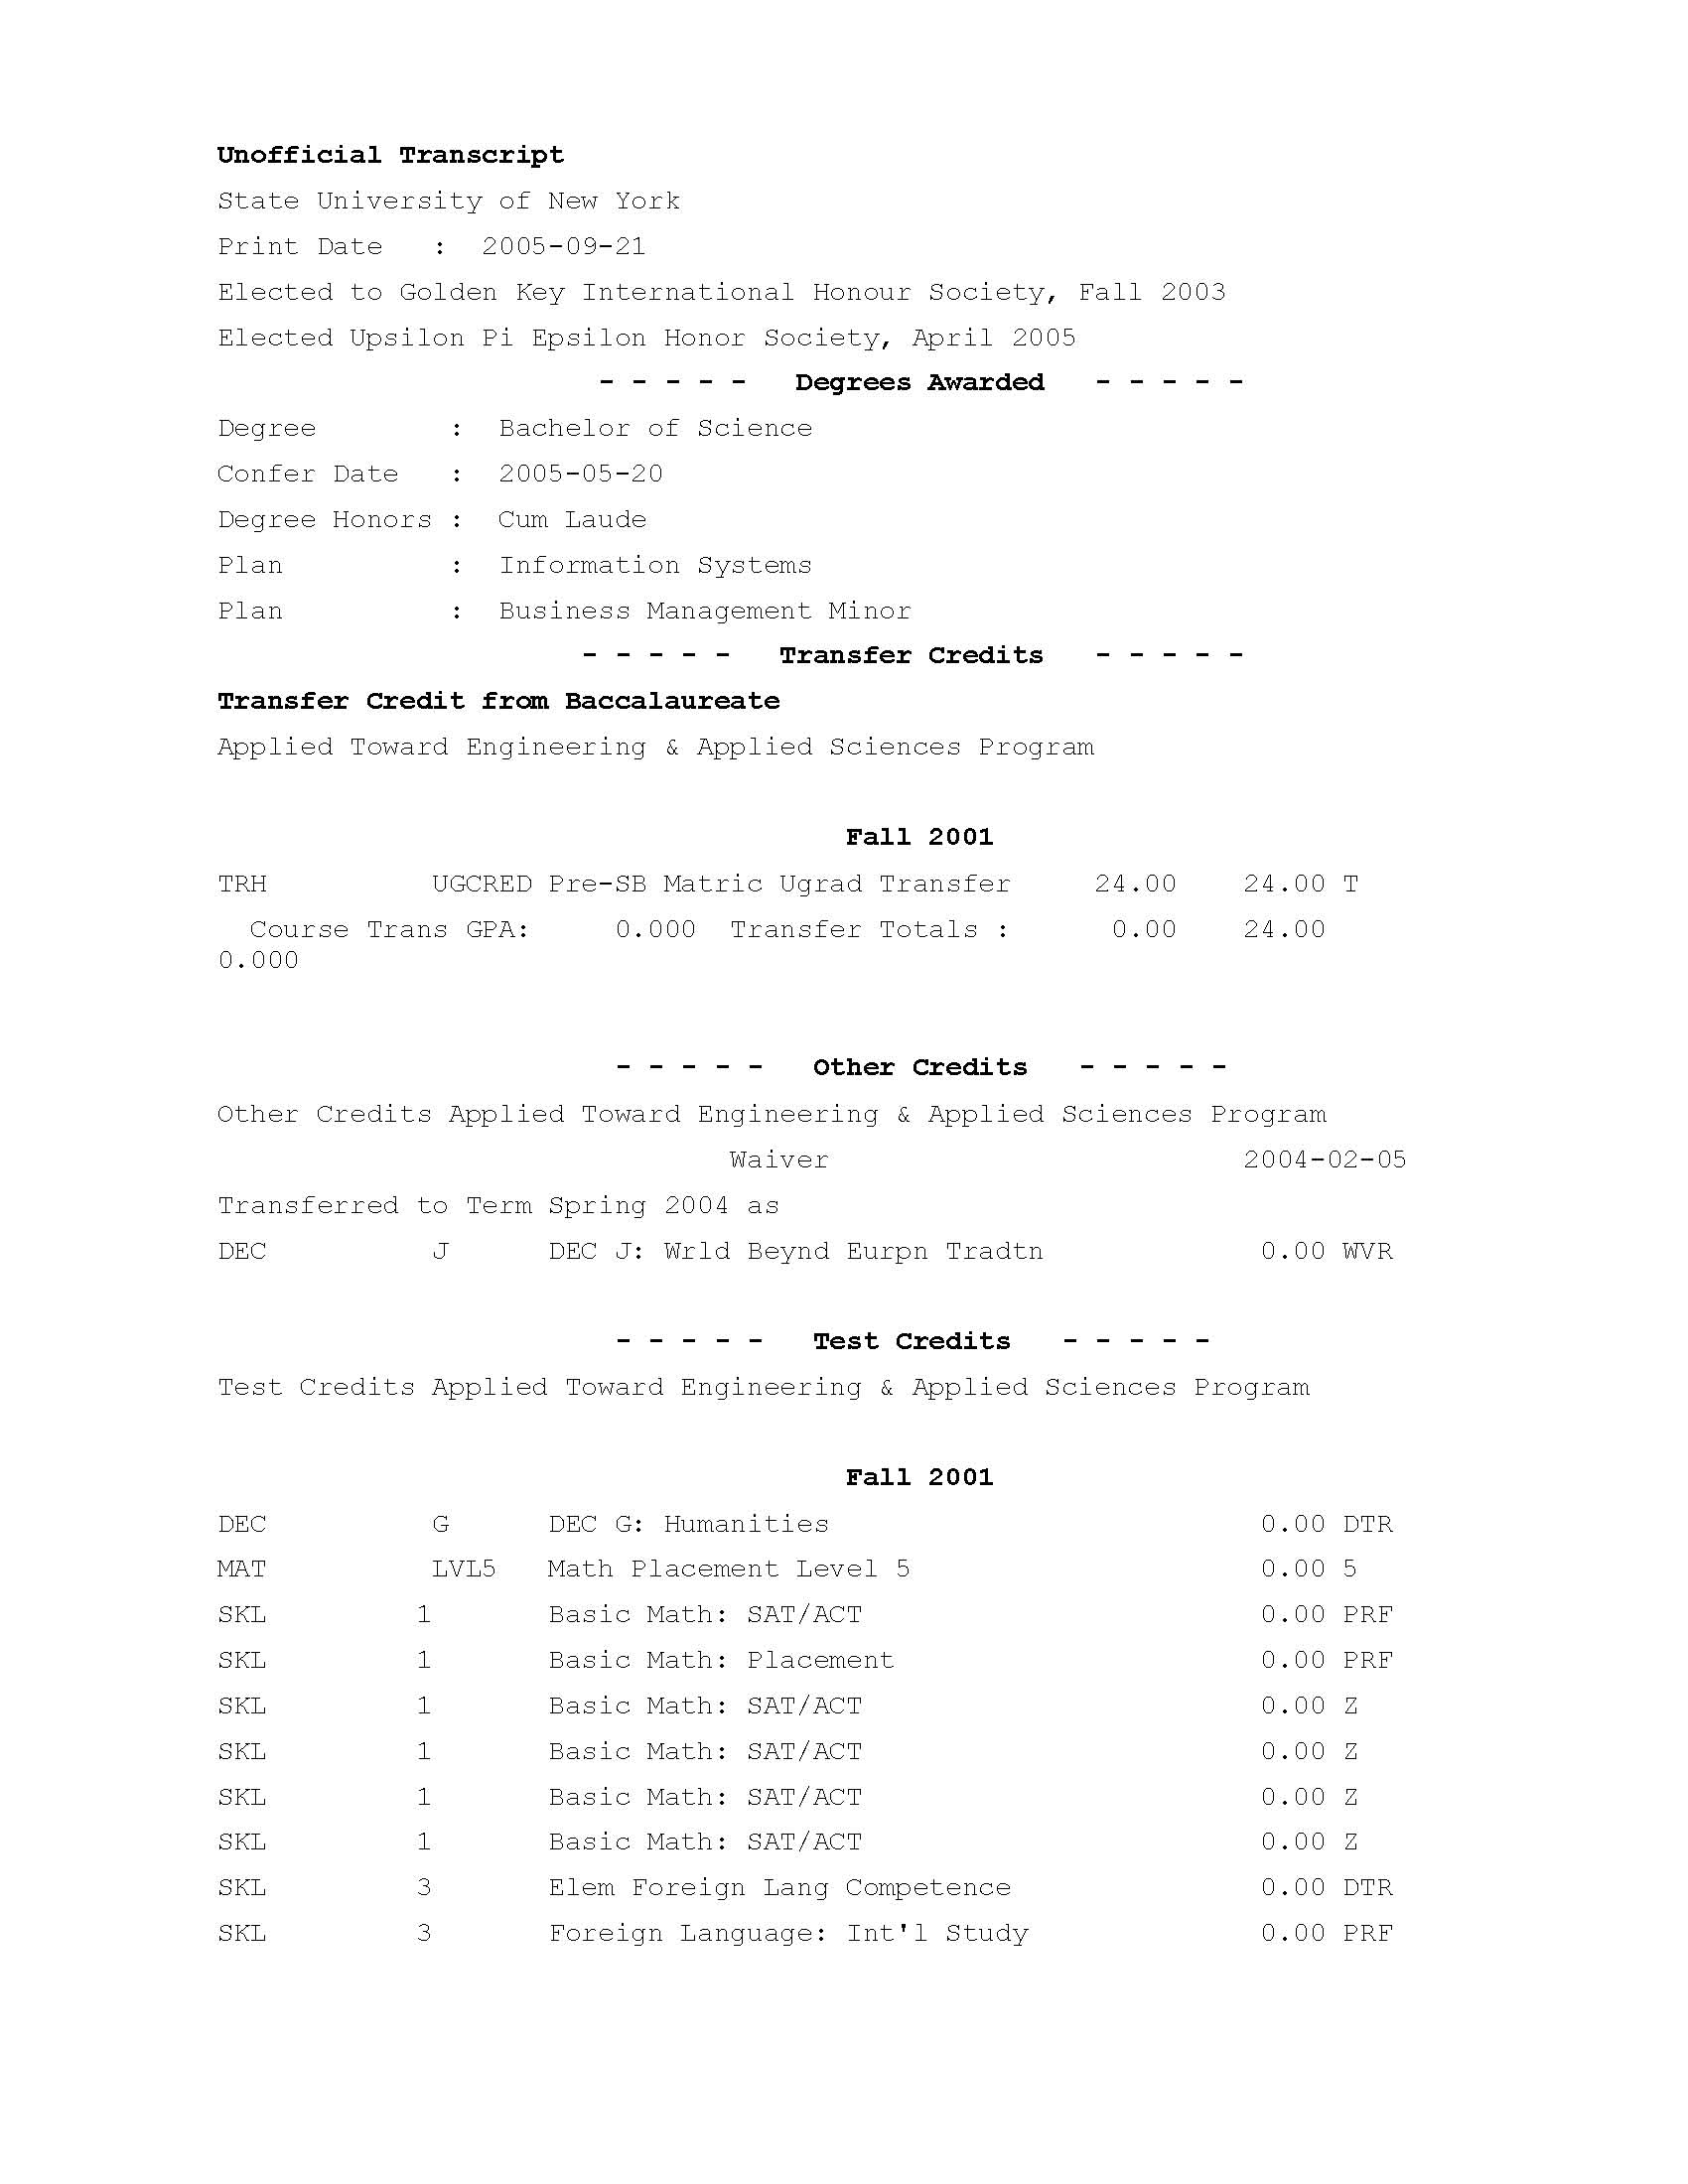 Unofficial Transcript
State University of New York
Print Date   :  2005-09-21
Elected to Golden Key International Honour Society, Fall 2003
Elected Upsilon Pi Epsilon Honor Society, April 2005
- - - - -   Degrees Awarded   - - - - -
Degree        :  Bachelor of Science
Confer Date   :  2005-05-20
Degree Honors :  Cum Laude
Plan          :  Information Systems
Plan          :  Business Management Minor
- - - - -   Transfer Credits   - - - - -
Transfer Credit from Baccalaureate
Applied Toward Engineering & Applied Sciences Program
Fall 2001
TRH          UGCRED Pre-SB Matric Ugrad Transfer     24.00    24.00 T
Course Trans GPA:     0.000  Transfer Totals :      0.00    24.00
0.000
- - - - -   Other Credits   - - - - -
Other Credits Applied Toward Engineering & Applied Sciences Program
Waiver                         2004-02-05
Transferred to Term Spring 2004 as
DEC          J      DEC J: Wrld Beynd Eurpn Tradtn             0.00 WVR
- - - - -   Test Credits   - - - - -
Test Credits Applied Toward Engineering & Applied Sciences Program
Fall 2001
DEC          G      DEC G: Humanities                          0.00 DTR
MAT          LVL5   Math Placement Level 5                     0.00 5
SKL         1       Basic Math: SAT/ACT                        0.00 PRF
SKL         1       Basic Math: Placement                      0.00 PRF
SKL         1       Basic Math: SAT/ACT                        0.00 Z
SKL         1       Basic Math: SAT/ACT                        0.00 Z
SKL         1       Basic Math: SAT/ACT                        0.00 Z
SKL         1       Basic Math: SAT/ACT                        0.00 Z
SKL         3       Elem Foreign Lang Competence               0.00 DTR
SKL         3       Foreign Language: Int'l Study              0.00 PRF